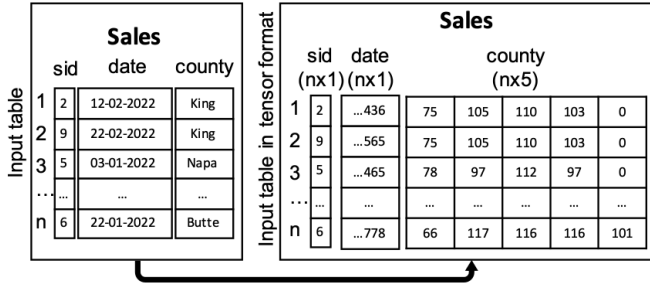 Sales
sid date county
Input table
1 2 12-02-2022 King
2 9 22-02-2022 King
3 5 03-01-2022 Napa
... ... ... ...
n 6 22-01-2022 Butte
Sales
sid date county
(nx1) (nx1) (nx5)
Input table in tensor format
1 2 ...436 75 105 110 103 0
2 9 ...565 75 105 110 103 0
3 5 ...465 78 97 112 97 0
... ... ... ... ... ... ... ...
n 6 ...778 66 117 116 116 101